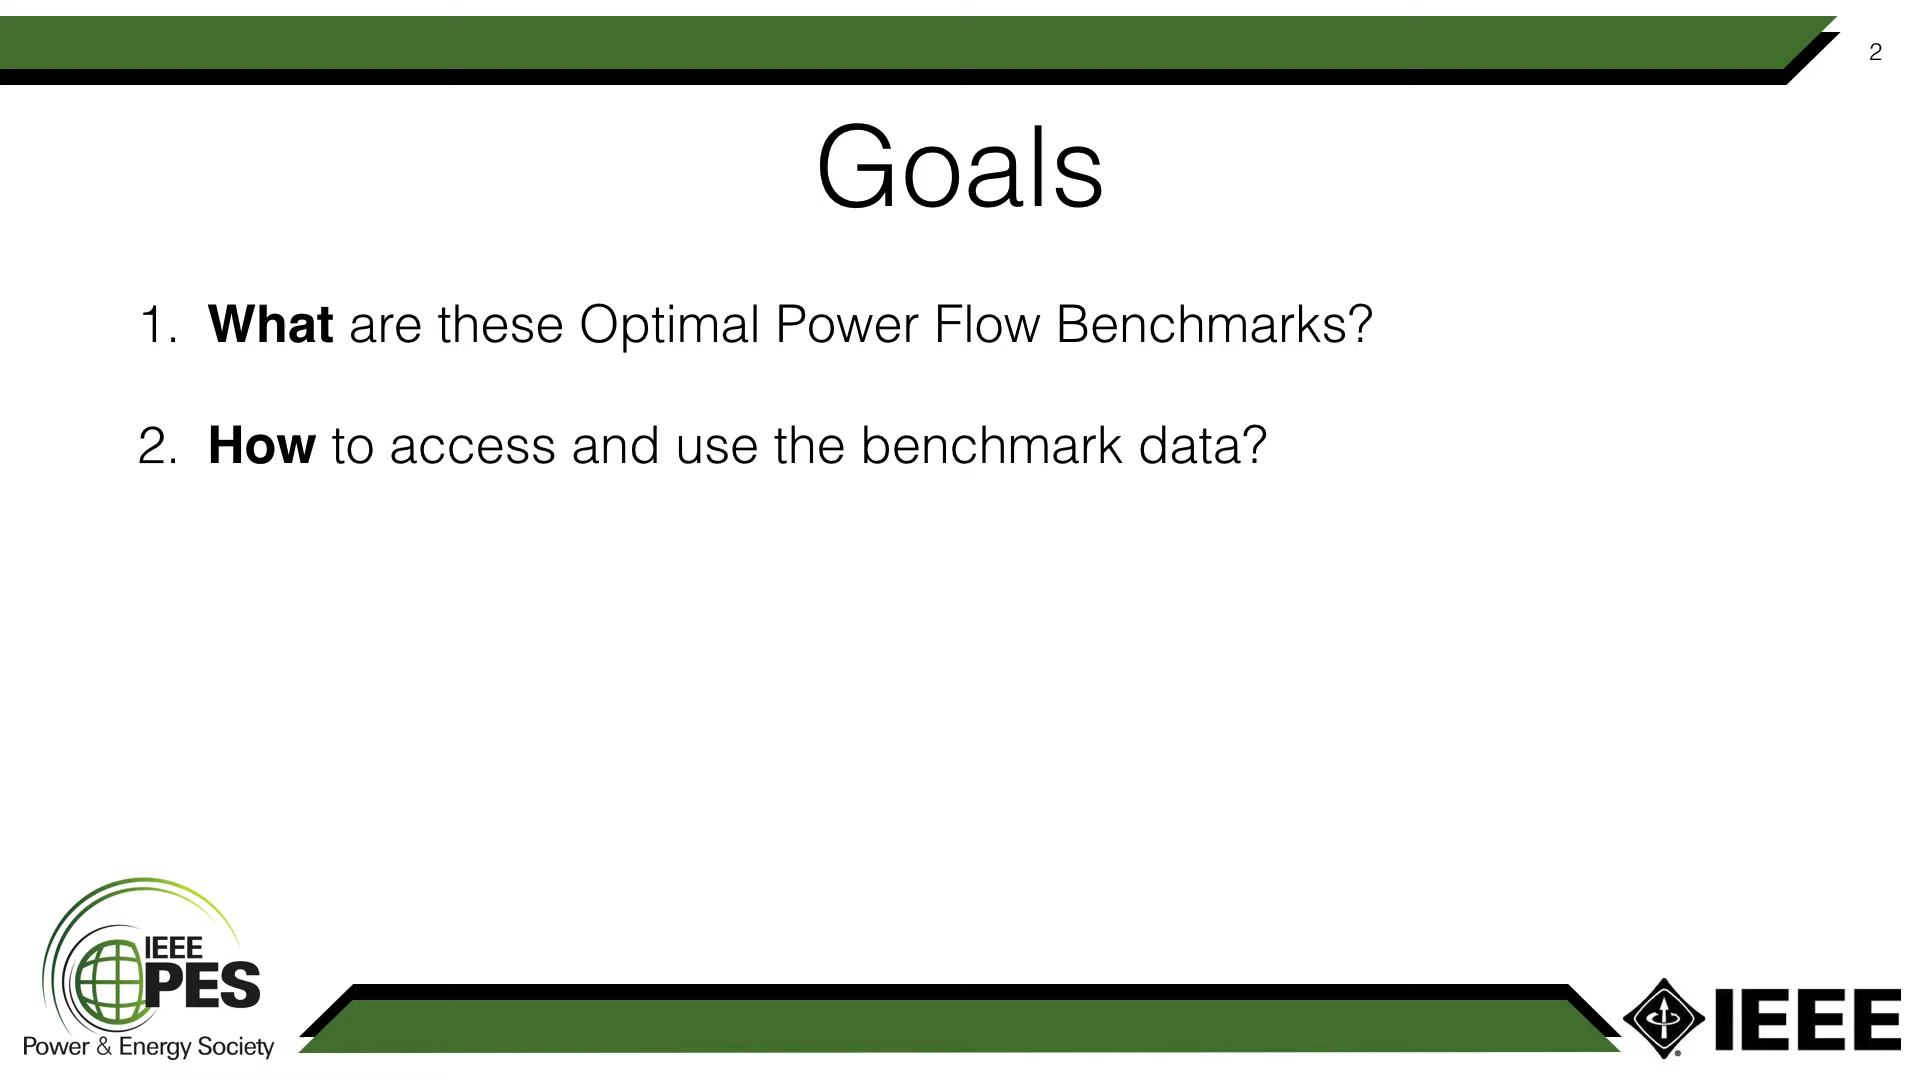 2
Goals
1. What are these Optimal Power Flow Benchmarks?
2. How to access and use the benchmark data?
IEEE
PES
Power & Energy Society
IEEE